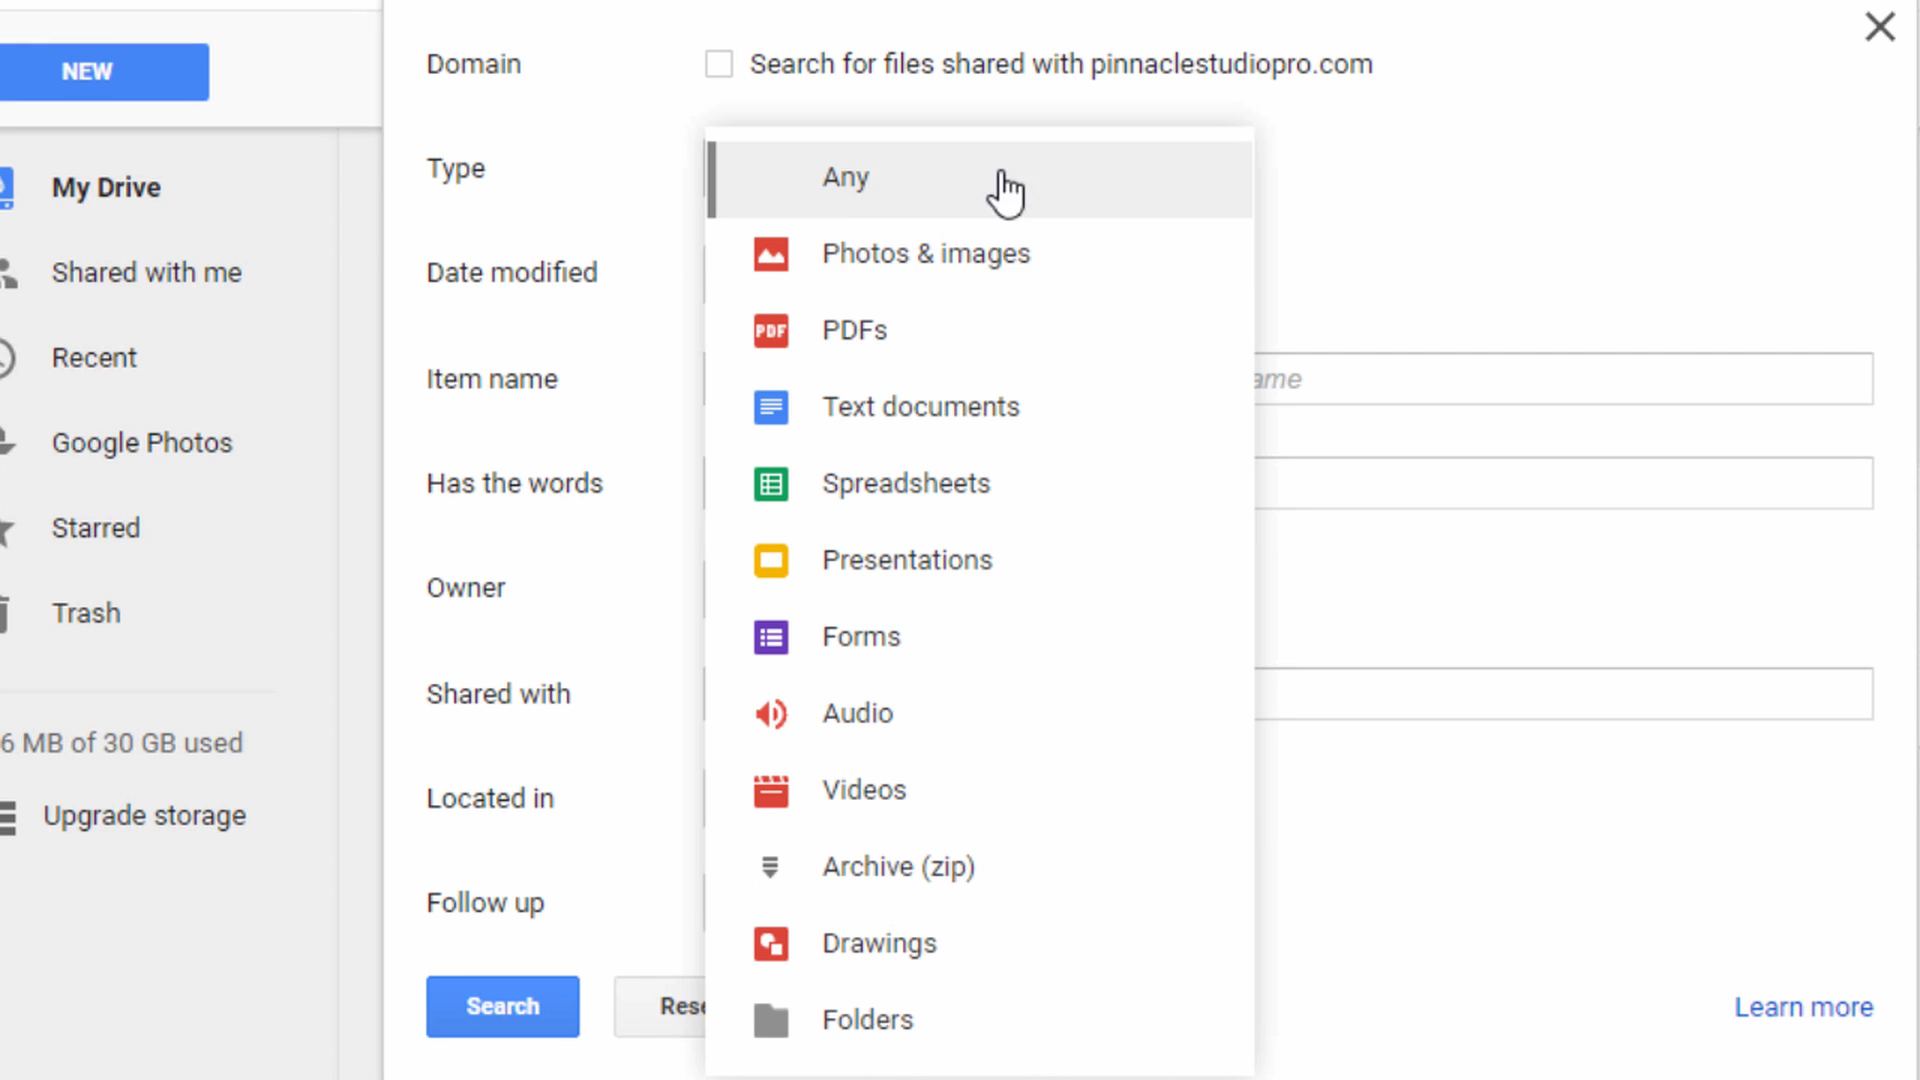 NEW
My Drive
Shared with me
Recent
Google Photos
Starred
Trash
6 MB of 30 GB used
Upgrade storage
Domain
Search for files shared with pinnaclestudiopro.com
Type
Any
Photos & images
Date modified
PDF PDFs
Item name
ame
Text documents
Has the words
Spreadsheets
Presentations
Owner
Forms
Shared with
Audio
Videos
Located in
Archive (zip)
Follow up
Drawings
Search
Rese
Folders
Learn more